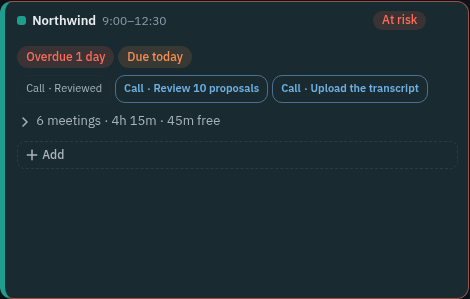 Northwind 9:00–12:30 At risk
Overdue 1 day Due today
Call · Reviewed Call · Review 10 proposals Call · Upload the transcript
6 meetings · 4h 15m · 45m free
+ Add